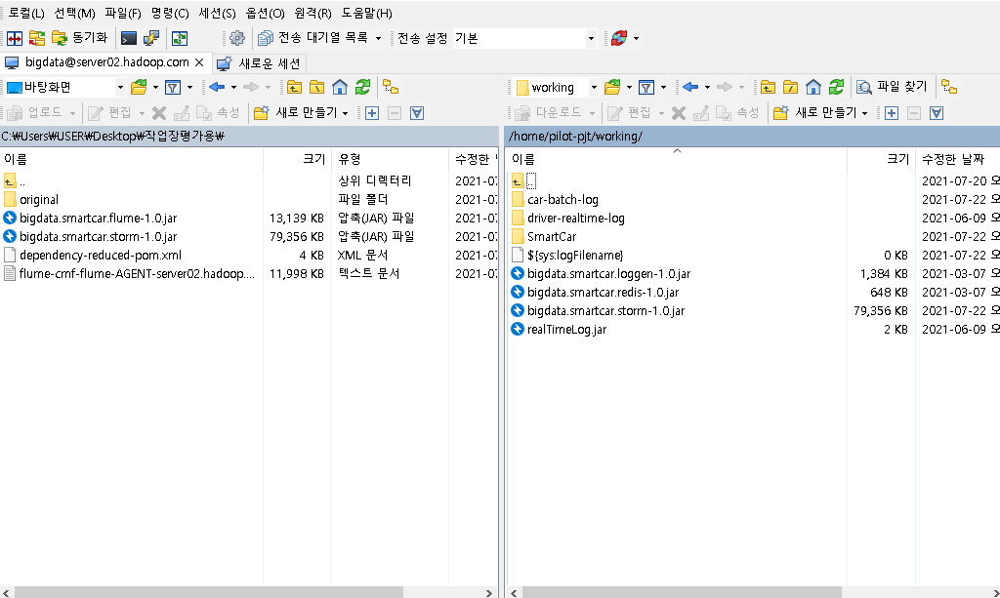 로컬(L) 선택(M) 파일(F) 명령(C) 세션(S) 옵션(O) 원격(R) 도움말(H)
동기화 전송 대기열 목록 전송 설정 기본
bigdata@server02.hadoop.com 새로운 세션
바탕화면
업로드 편집 속성 새로 만들기
C:₩Users₩USER₩Desktop₩작업장평가용₩
이름 크기 유형 수정한
.. 상위 디렉터리 2021-07
original 파일 폴더 2021-07
bigdata.smartcar.flume-1.0.jar 13,139 KB 압축(JAR) 파일 2021-07
bigdata.smartcar.storm-1.0.jar 79,356 KB 압축(JAR) 파일 2021-07
dependency-reduced-pom.xml 4 KB XML 문서 2021-07
flume-cmf-flume-AGENT-server02.hadoop.... 11,998 KB 텍스트 문서 2021-07
working 파일 찾기
다운로드 편집 속성 새로 만들기
/home/pilot-pjt/working/
이름 크기 수정한 날짜
2021-07-20 오
car-batch-log 2021-07-22 오
driver-realtime-log 2021-06-09 오
SmartCar 2021-07-22 오
${sys:logFilename} 0 KB 2021-06-09 오
bigdata.smartcar.loggen-1.0.jar 1,384 KB 2021-03-07 오
bigdata.smartcar.redis-1.0.jar 648 KB 2021-03-07 오
bigdata.smartcar.storm-1.0.jar 79,356 KB 2021-07-22 오
realTimeLog.jar 2 KB 2021-06-09 오